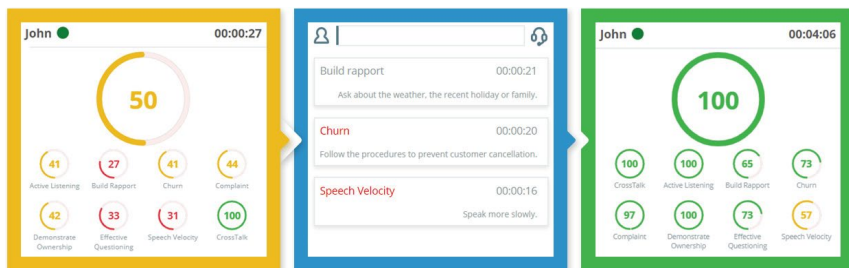 John 00:00:27
50
41 27 41 44
Active Listening Build Rapport Churn Complaint
42 33 31 100
Demonstrate Effective Speech Velocity CrossTalk
Ownership Questioning
Build rapport 00:00:21
Ask about the weather, the recent holiday or family.
Churn 00:00:20
Follow the procedures to prevent customer cancellation.
Speech Velocity 00:00:16
Speak more slowly.
John 00:04:06
100
100 100 65 73
CrossTalk Active Listening Build Rapport Churn
97 100 73 57
Complaint Demonstrate Effective Speech Velocity
Ownership Questioning